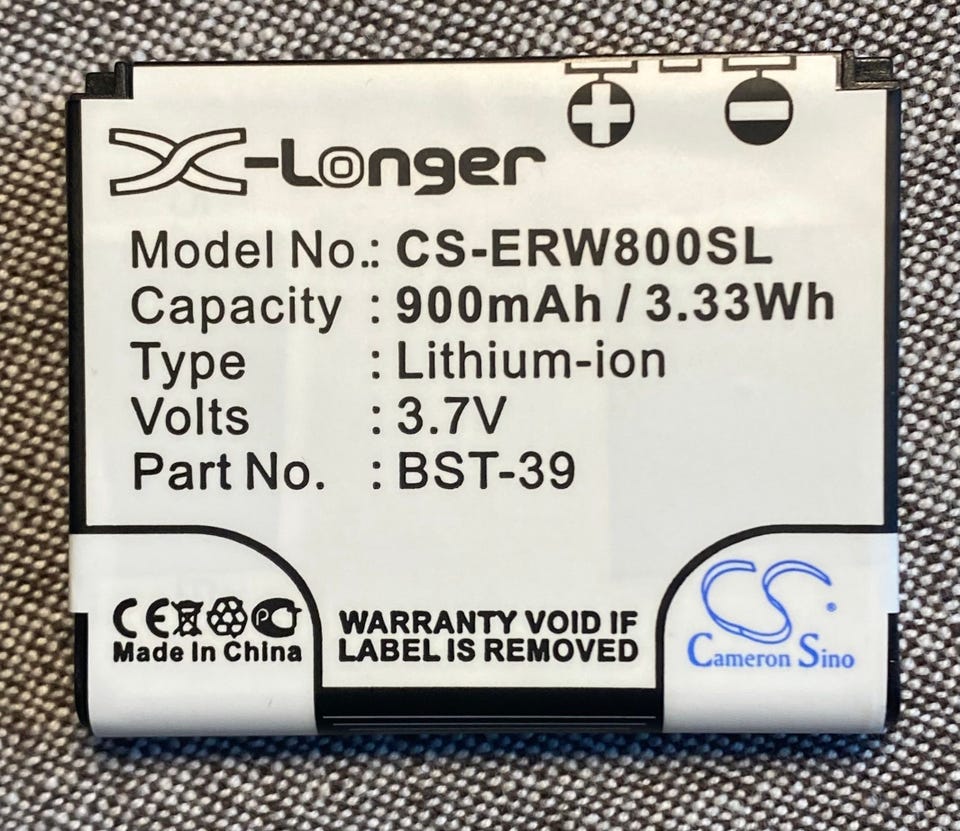 X-Longer
Model No.: CS-ERW800SL
Capacity : 900mAh / 3.33Wh
Type : Lithium-ion
Volts : 3.7V
Part No. : BST-39
CE PCT
Made In China
WARRANTY VOID IF
LABEL IS REMOVED
CS
Cameron Sino